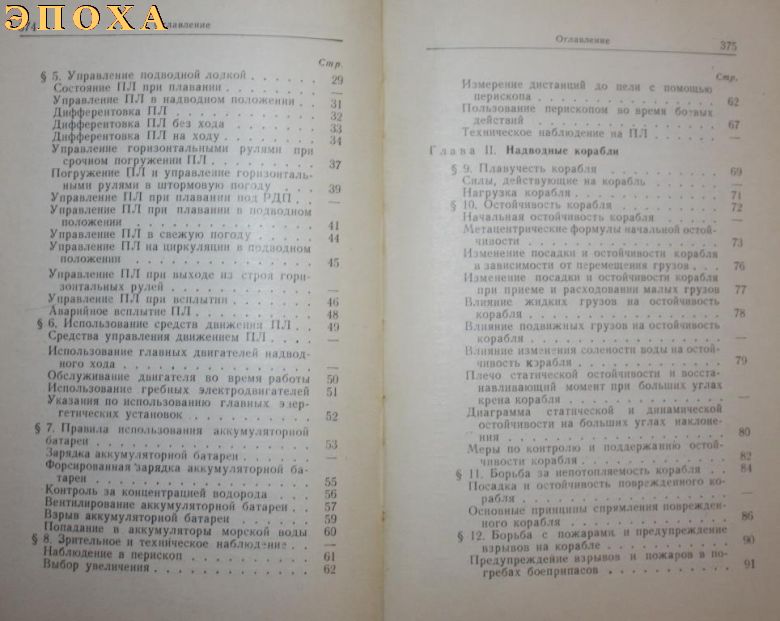 ЭПОХА
374
Оглавление
Стр.
§ 5. Управление подводной лодкой . . . . . . 29
Состояние ПЛ при плавании . . . . . . —
Управление ПЛ в надводном положении . . 31
Дифферентовка ПЛ . . . . . . 32
Дифферентовка ПЛ без хода . . . . . . 33
Дифферентовка ПЛ на ходу . . . . . . 34
Управление горизонтальными рулями при
срочном погружении ПЛ . . . . . . 37
Погружение ПЛ и управление горизонталь-
ными рулями в штормовую погоду . . . 39
Управление ПЛ при плавании под РДП . . —
Управление ПЛ при плавании в подводном
положении . . . . . . 41
Управление ПЛ в свежую погоду . . . . 44
Управление ПЛ на циркуляции в подводном
положении . . . . . . 45
Управление ПЛ при выходе из строя гори-
зонтальных рулей . . . . . . —
Управление ПЛ при всплытии . . . . . . 46
Аварийное всплытие ПЛ . . . . . . 48
§ 6. Использование средств движения ПЛ . . 49
Средства управления движением ПЛ . . . —
Использование главных двигателей надвод-
ного хода . . . . . . —
Обслуживание двигателя во время работы 50
Использование гребных электродвигателей 51
Указания по использованию главных энер-
гетических установок . . . . . . 52
§ 7. Правила использования аккумуляторной
батареи . . . . . . 53
Зарядка аккумуляторной батареи . . . . —
Форсированная зарядка аккумуляторной ба-
тареи . . . . . . 55
Контроль за концентрацией водорода . . 56
Вентилирование аккумуляторной батареи . 57
Взрыв аккумуляторной батареи . . . . . 59
Попадание в аккумуляторы морской воды 60
§ 8. Зрительное и техническое наблюдение . . —
Наблюдение в перископ . . . . . . 61
Выбор увеличения . . . . . . 62
Оглавление
375
Стр.
Измерение дистанций до цели с помощью
перископа . . . . . . 62
Пользование перископом во время боевых
действий . . . . . . 67
Техническое наблюдение на ПЛ . . . . . —
Глава II. Надводные корабли
§ 9. Плавучесть корабля . . . . . . 69
Силы, действующие на корабль . . . . . —
Нагрузка корабля . . . . . . 71
§ 10. Остойчивость корабля . . . . . . 72
Начальная остойчивость корабля . . . . —
Метацентрические формулы начальной остой-
чивости . . . . . . 73
Изменение посадки и остойчивости корабля
в зависимости от перемещения грузов . . . 76
Изменение посадки и остойчивости корабля
при приеме и расходовании малых грузов 77
Влияние жидких грузов на остойчивость
корабля . . . . . . 78
Влияние подвижных грузов на остойчивость
корабля . . . . . . —
Влияние изменения солености воды на остой-
чивость корабля . . . . . . 79
Плечо статической остойчивости и восста-
навливающий момент при больших углах
крена корабля . . . . . . —
Диаграмма статической и динамической
остойчивости на больших углах наклоне-
ния . . . . . . 80
Меры по контролю и поддержанию остой-
чивости корабля . . . . . . 82
§ 11. Борьба за непотопляемость корабля . . 84
Посадка и остойчивость поврежденного ко-
рабля . . . . . . —
Основные принципы спрямления повреждён-
ного корабля . . . . . . 86
§ 12. Борьба с пожарами и предупреждение
взрывов на корабле . . . . . . 90
Предупреждение взрывов и пожаров в по-
гребах боеприпасов . . . . . . 91